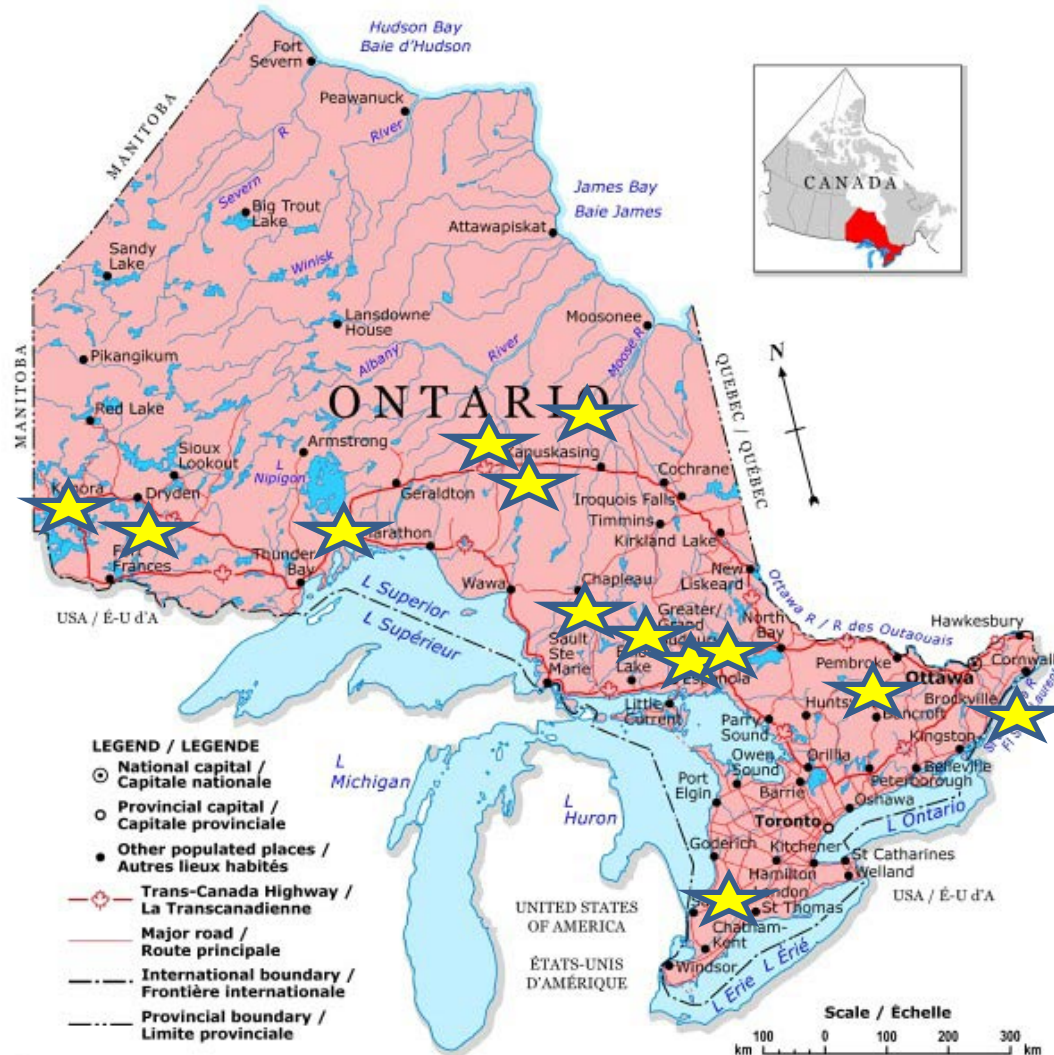 Hudson Bay
Baie d'Hudson
Fort
Severn
Peawanuck
River
R
Severn
MANITOBA
Big Trout
Lake
James Bay
Baie James
CANADA
Attawapiskat
Sandy
Lake
Winisk
Lansdowne
House
Moosonee
Albany
River
Moose R
N
Pikangikum
MANITOBA
QUEBEC / QUÉBEC
ONTARIO
Red Lake
Armstrong
Sioux
Lookout
L
Nipigon
Kapuskasing
Cochrane
Kenora
Dryden
Geraldton
Iroquois Falls
Timmins
Kirkland Lake
Marathon
Fort
Frances
Thunder
Bay
New
Liskeard
Wawa
Chapleau
USA / É-U d'A
L Superior
L Supérieur
Greater/
Grand
North
Bay
Ottawa R / R des Outaouais
Hawkesbury
Sault
Ste
Marie
Lake
Espanola
Pembroke
Ottawa
Cornwall
Little
Current
Brockville
Bancroft
Parry
Sound
Kingston
LEGEND / LEGENDE
National capital /
Capitale nationale
Provincial capital /
Capitale provinciale
Other populated places /
Autres lieux habités
Trans-Canada Highway /
La Transcanadienne
Major road /
Route principale
International boundary /
Frontière internationale
Provincial boundary /
Limite provinciale
L
Michigan
Owen
Sound
Orillia
Belleville
Peterborough
Port
Elgin
Barrie
L
Huron
Oshawa
Toronto
L Ontario
Goderich
Kitchener
St Catharines
Welland
Hamilton
London
USA / É-U d'A
St Thomas
UNITED STATES
OF AMERICA
Chatham-
Kent
ÉTATS-UNIS
D'AMÉRIQUE
Windsor
L Erie L Érié
Scale / Échelle
100 0 100 200 300
km km